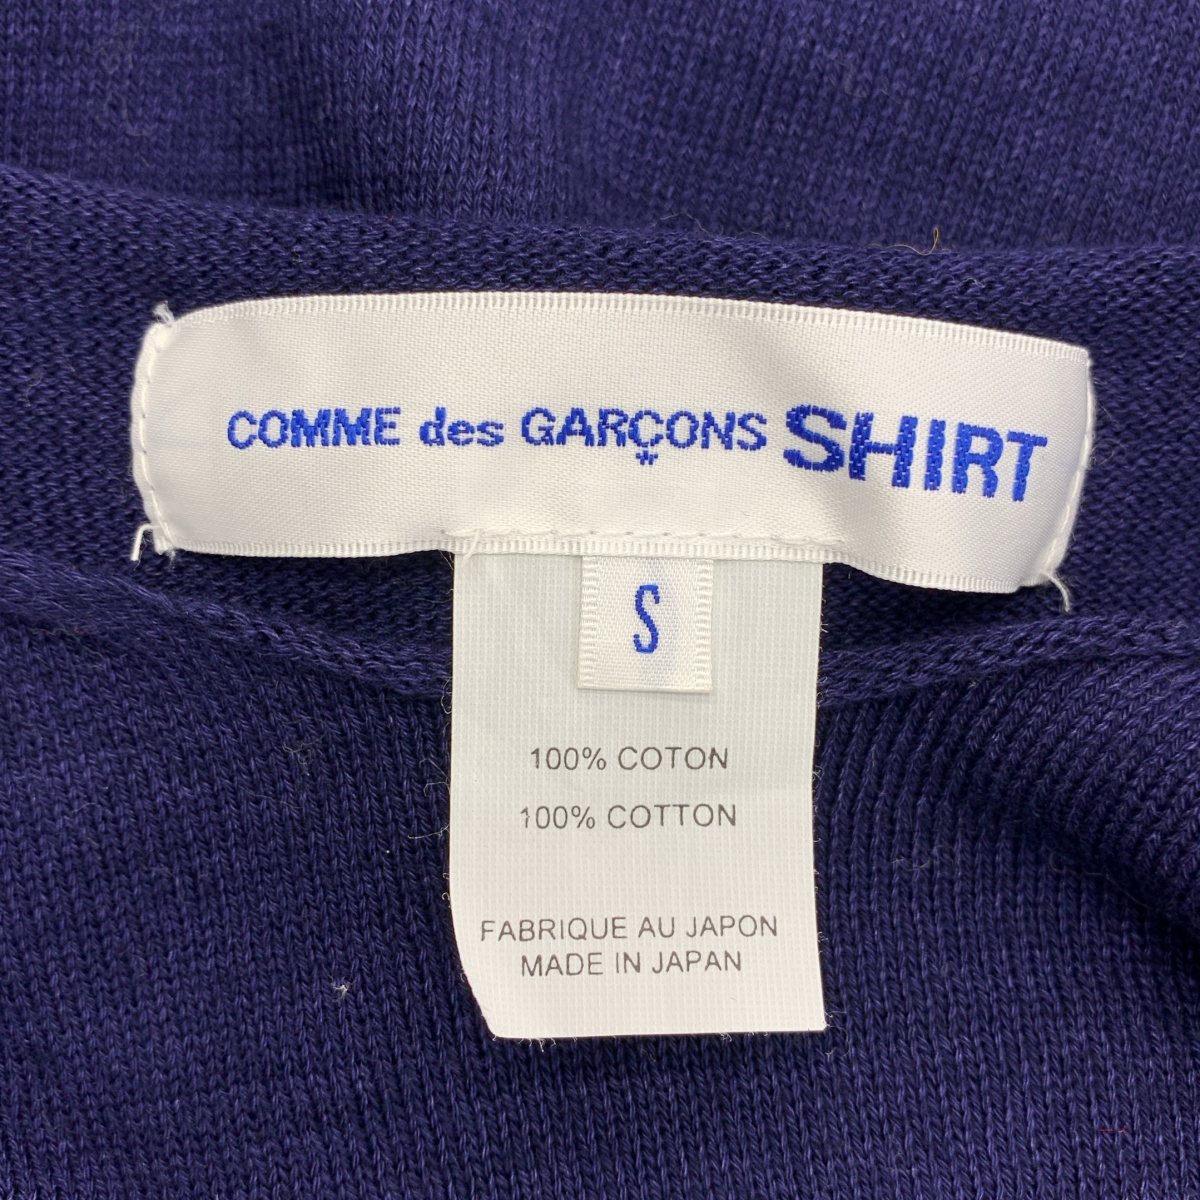 COMME des GARÇONS SHIRT
S
100% COTON
100% COTTON
FABRIQUE AU JAPON
MADE IN JAPAN